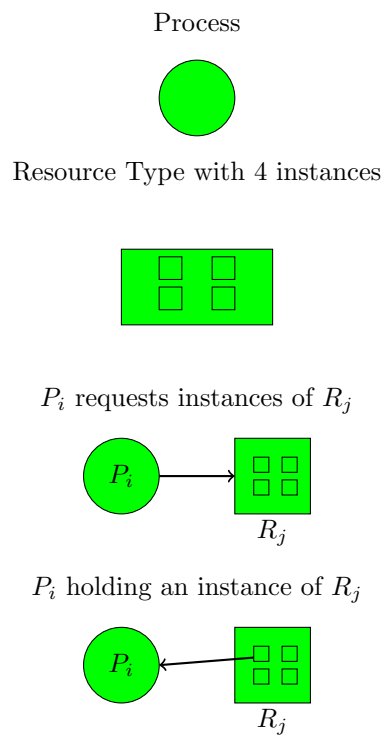 Process
Resource Type with 4 instances
P_i requests instances of R_j
P_i
R_j
P_i holding an instance of R_j
P_i
R_j